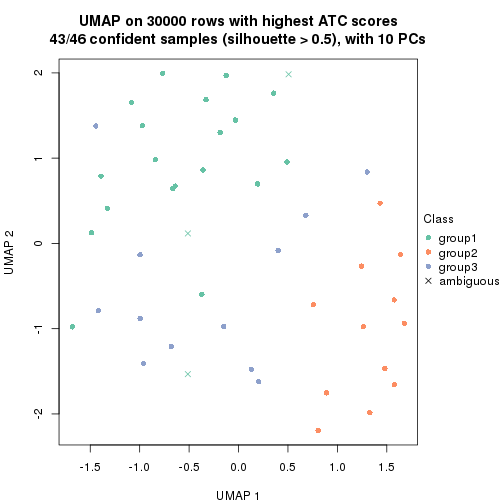 UMAP on 30000 rows with highest ATC scores
43/46 confident samples (silhouette > 0.5), with 10 PCs
2
1
0
-1
-2
UMAP 2
-1.5 -1.0 -0.5 0.0 0.5 1.0 1.5
UMAP 1
Class
group1
group2
group3
ambiguous